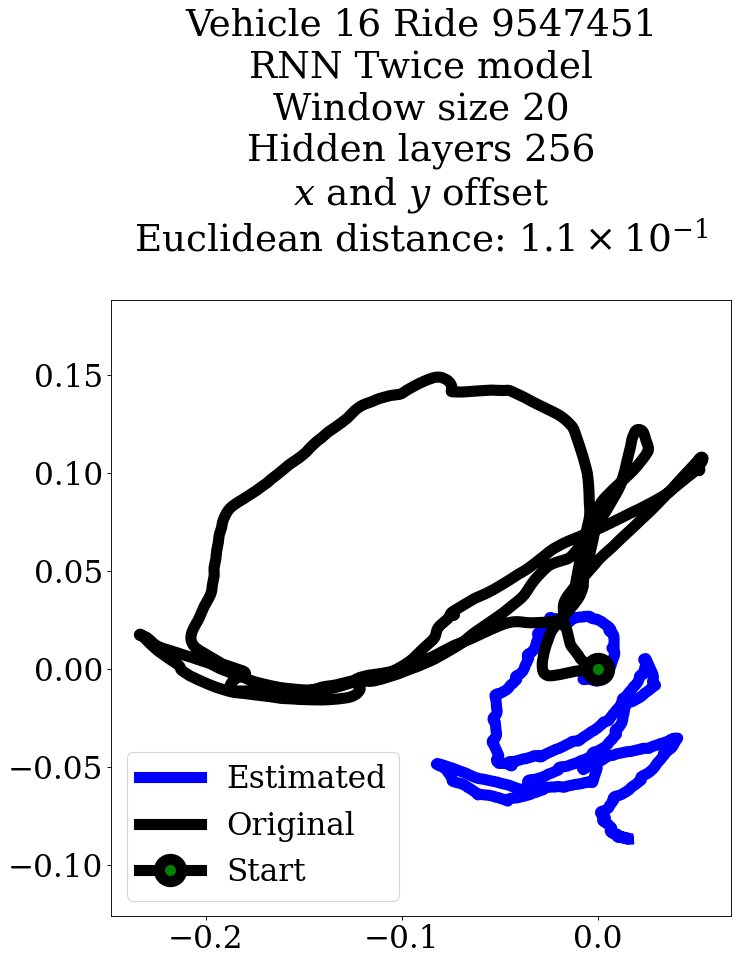 Vehicle 16 Ride 9547451
RNN Twice model
Window size 20
Hidden layers 256
x and y offset
Euclidean distance: 1.1 × 10⁻¹
0.15
0.10
0.05
0.00
−0.05
−0.10
Estimated
Original
Start
−0.2
−0.1
0.0